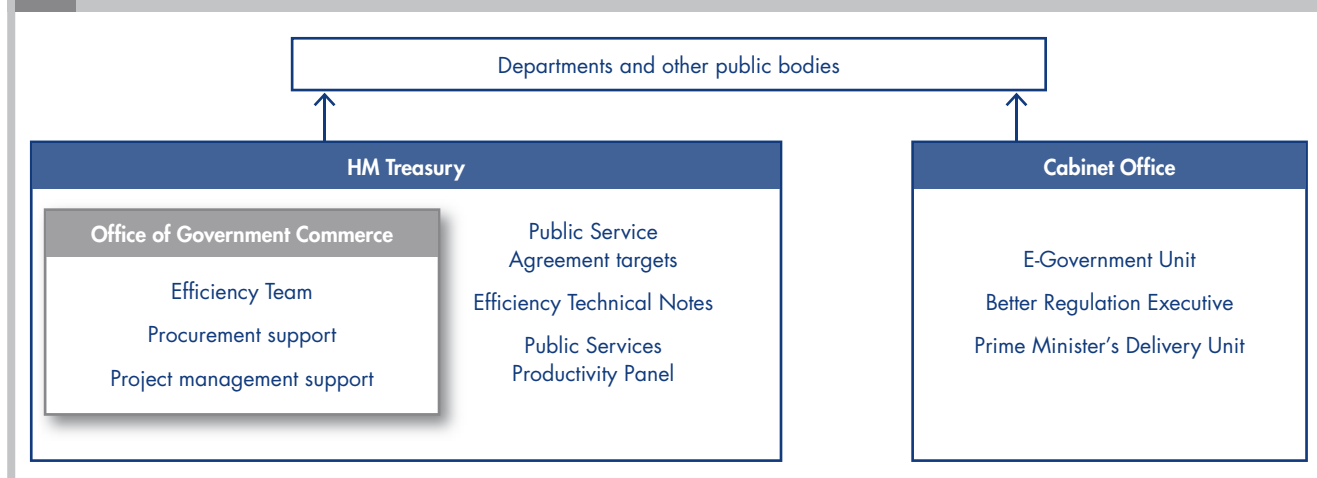 Departments and other public bodies
HM Treasury
Office of Government Commerce
Efficiency Team
Procurement support
Project management support
Public Service
Agreement targets
Efficiency Technical Notes
Public Services
Productivity Panel
Cabinet Office
E-Government Unit
Better Regulation Executive
Prime Minister’s Delivery Unit